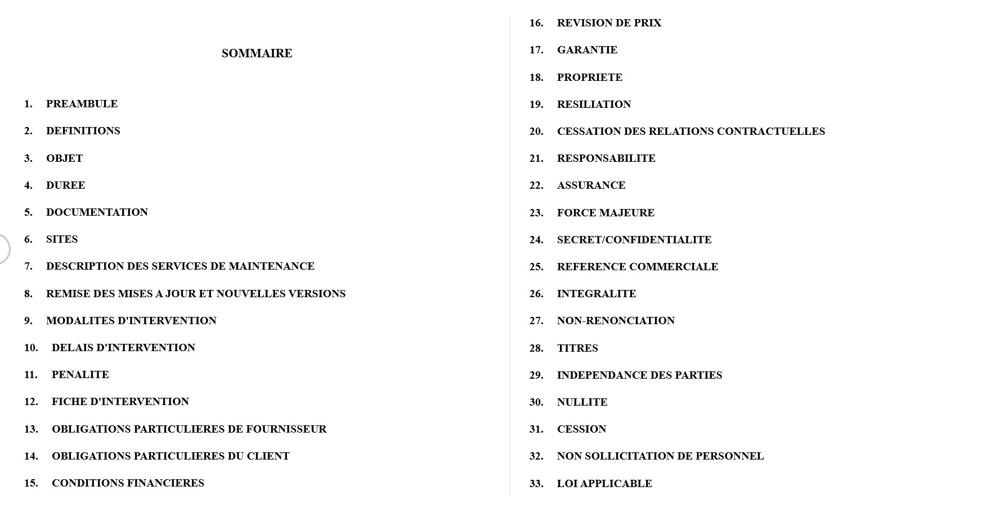 SOMMAIRE
1. PREAMBULE
2. DEFINITIONS
3. OBJET
4. DUREE
5. DOCUMENTATION
6. SITES
7. DESCRIPTION DES SERVICES DE MAINTENANCE
8. REMISE DES MISES A JOUR ET NOUVELLES VERSIONS
9. MODALITES D'INTERVENTION
10. DELAIS D'INTERVENTION
11. PENALITE
12. FICHE D'INTERVENTION
13. OBLIGATIONS PARTICULIERES DE FOURNISSEUR
14. OBLIGATIONS PARTICULIERES DU CLIENT
15. CONDITIONS FINANCIERES
16. REVISION DE PRIX
17. GARANTIE
18. PROPRIETE
19. RESILIATION
20. CESSATION DES RELATIONS CONTRACTUELLES
21. RESPONSABILITE
22. ASSURANCE
23. FORCE MAJEURE
24. SECRET/CONFIDENTIALITE
25. REFERENCE COMMERCIALE
26. INTEGRALITE
27. NON-RENONCIATION
28. TITRES
29. INDEPENDANCE DES PARTIES
30. NULLITE
31. CESSION
32. NON SOLLICITATION DE PERSONNEL
33. LOI APPLICABLE